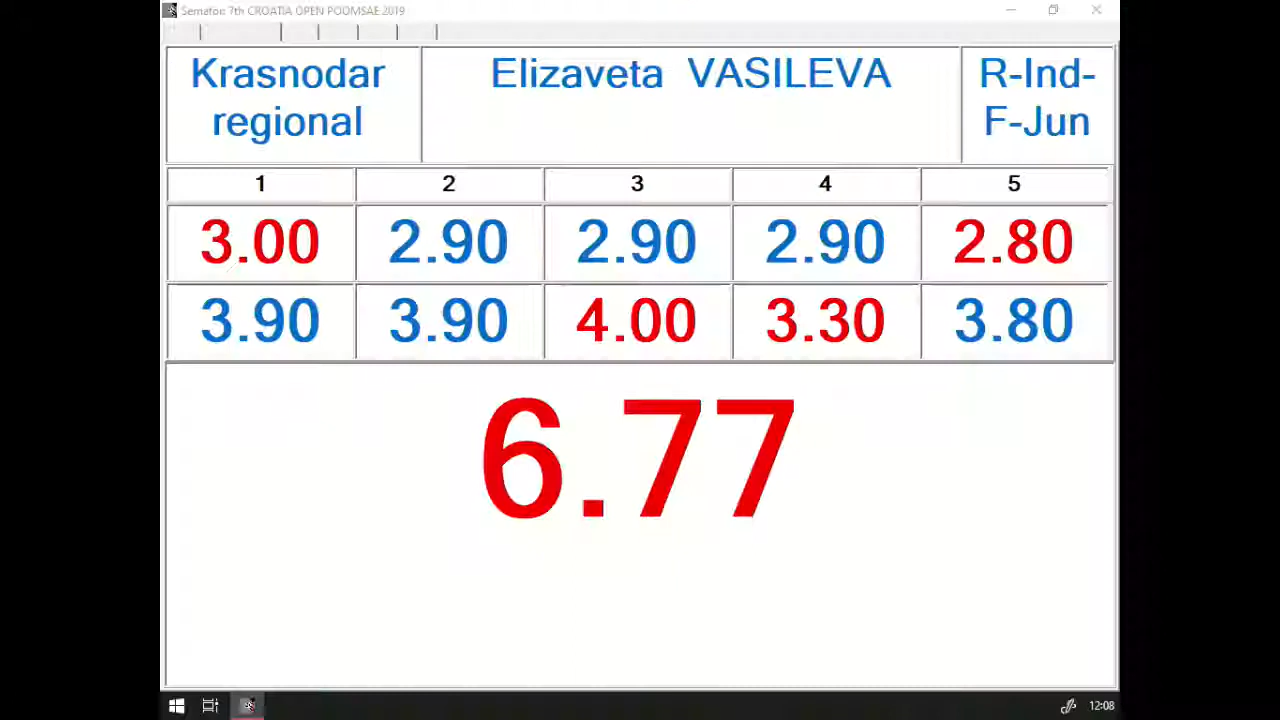 Semafor: 7th CROATIA OPEN POOMSAE 2019
Krasnodar regional
Elizaveta VASILEVA
R-Ind-F-Jun
1 2 3 4 5
3.00 2.90 2.90 2.90 2.80
3.90 3.90 4.00 3.30 3.80
6.77
12:08